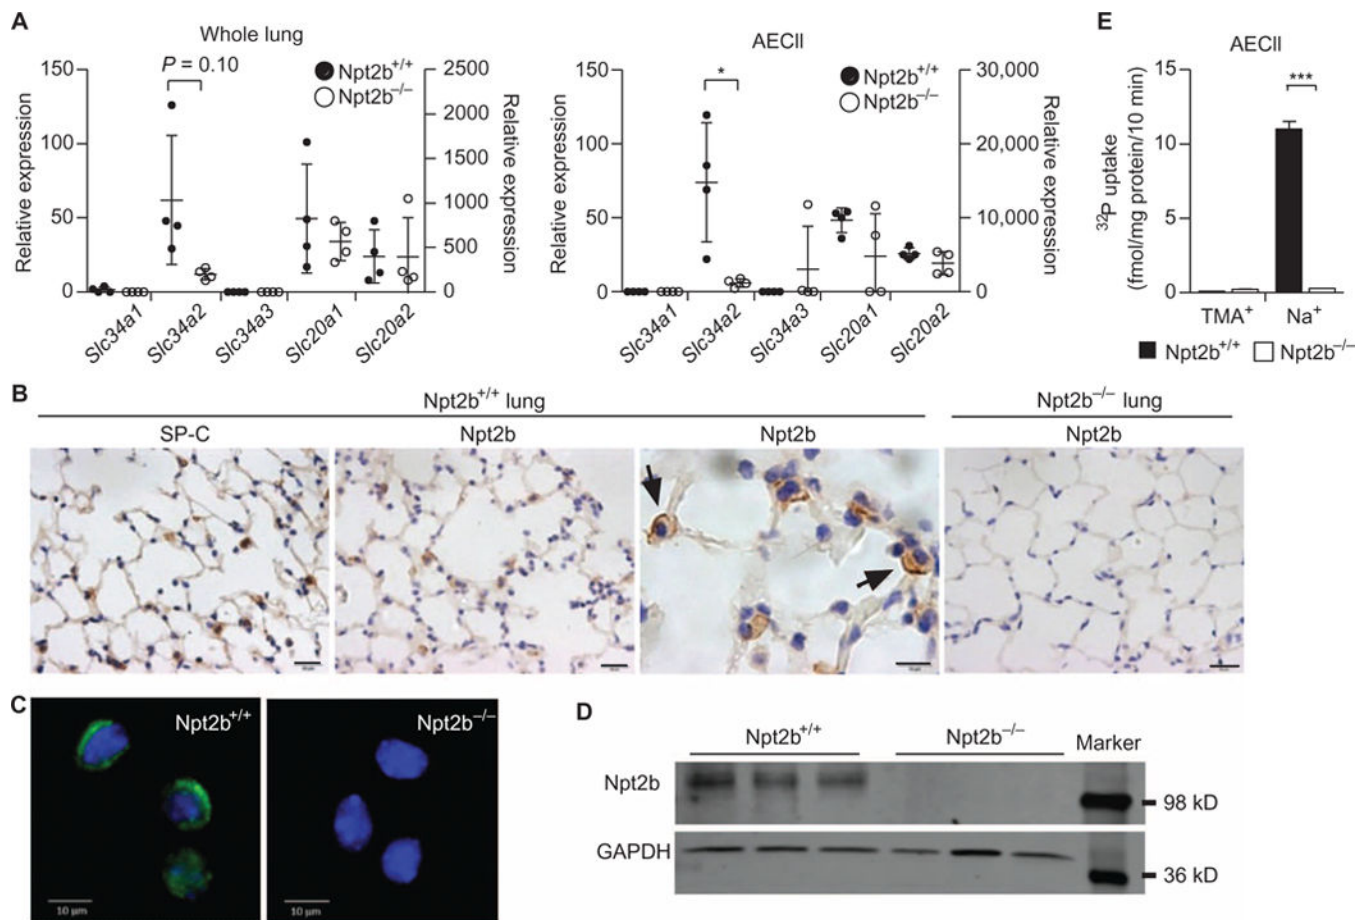 A
Whole lung
P = 0.10
Npt2b+/+
Npt2b–/–
Relative expression
150
100
50
0
2500
2000
1500
1000
500
0
Relative expression
Slc34a1
Slc34a2
Slc34a3
Slc20a1
Slc20a2
AECII
*
Npt2b+/+
Npt2b–/–
Relative expression
150
100
50
0
30,000
20,000
10,000
0
Relative expression
Slc34a1
Slc34a2
Slc34a3
Slc20a1
Slc20a2
E
AECII
***
32P uptake
(fmol/mg protein/10 min)
15
10
5
0
TMA+ Na+
Npt2b+/+ Npt2b–/–
B
Npt2b+/+ lung Npt2b–/– lung
SP-C Npt2b Npt2b Npt2b
C
Npt2b+/+ Npt2b–/–
10 µm 10 µm
D
Npt2b+/+ Npt2b–/– Marker
Npt2b
98 kD
GAPDH
36 kD